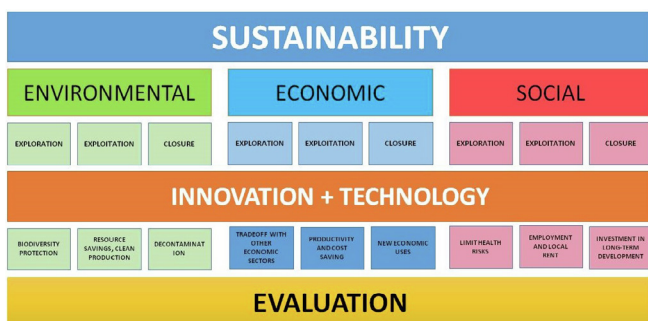 SUSTAINABILITY
ENVIRONMENTAL
ECONOMIC
SOCIAL
EXPLORATION
EXPLOITATION
CLOSURE
EXPLORATION
EXPLOITATION
CLOSURE
EXPLORATION
EXPLOITATION
CLOSURE
INNOVATION + TECHNOLOGY
BIODIVERSITY
PROTECTION
RESOURCE
SAVINGS, CLEAN
PRODUCTION
DECONTAMINAT
ION
TRADEOFF WITH
OTHER
ECONOMIC
SECTORS
PRODUCTIVITY
AND COST
SAVING
NEW ECONOMIC
USES
LIMIT HEALTH
RISKS
EMPLOYMENT
AND LOCAL
RENT
INVESTMENT IN
LONG-TERM
DEVELOPMENT
EVALUATION